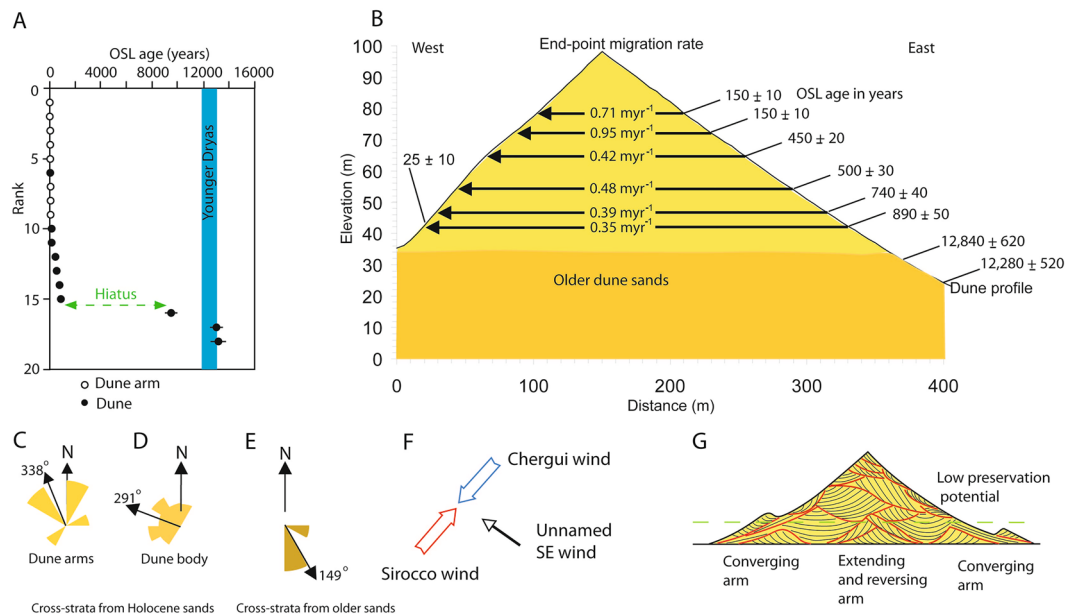 A
OSL age (years)
0 4000 8000 12000 16000
0
5
10
15
20
Rank
Younger Dryas
Hiatus
Dune arm
Dune
B
West
End-point migration rate
East
100
90
80
70
60
50
40
30
20
10
0
Elevation (m)
OSL age in years
0.71 myr-1
150 ± 10
0.95 myr-1
150 ± 10
0.42 myr-1
450 ± 20
25 ± 10
0.48 myr-1
500 ± 30
0.39 myr-1
740 ± 40
0.35 myr-1
890 ± 50
12,840 ± 620
12,280 ± 520
Older dune sands
Dune profile
0 100 200 300 400
Distance (m)
C
N
338°
Dune arms
D
N
291°
Dune body
Cross-strata from Holocene sands
E
N
149°
Cross-strata from older sands
F
Chergui wind
Unnamed
SE wind
Sirocco wind
G
Low preservation
potential
Converging
arm
Extending
and reversing
arm
Converging
arm